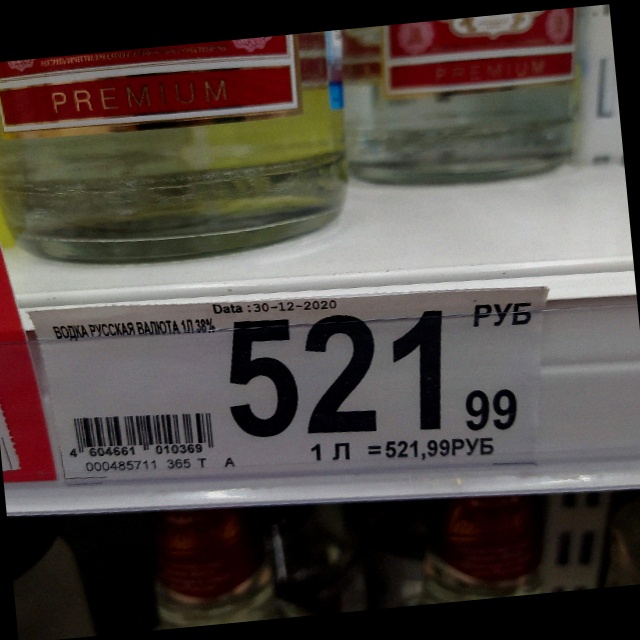 PREMIUM
PREMIUM
Data :30-12-2020
ВОДКА РУССКАЯ ВАЛЮТА 1Л 38%
521 99
РУБ
4 604661 010369
000485711 365 Т А
1 Л =521,99РУБ